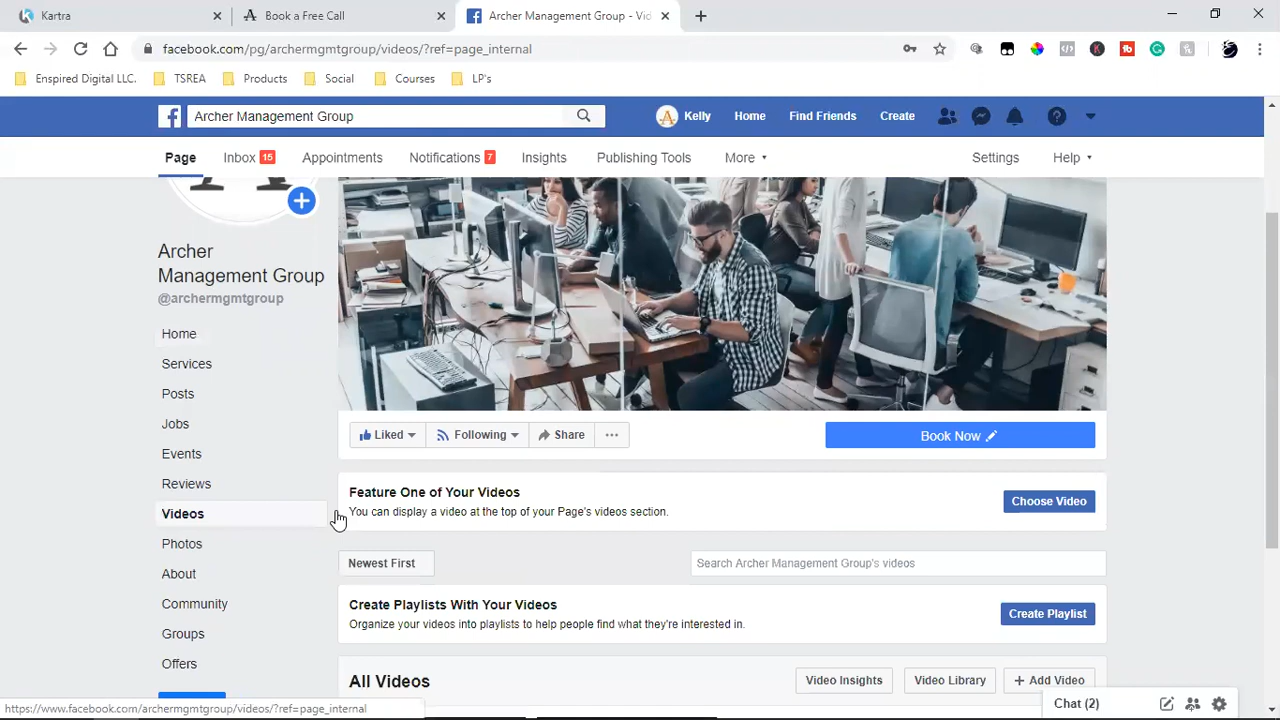 Kartra
Book a Free Call
Archer Management Group - Vid
facebook.com/pg/archermgmtgroup/videos/?ref=page_internal
Enspired Digital LLC.
TSREA
Products
Social
Courses
LP's
Archer Management Group
Kelly
Home
Find Friends
Create
Page
Inbox 15
Appointments
Notifications 7
Insights
Publishing Tools
More
Settings
Help
Archer
Management Group
@archermgmtgroup
Home
Services
Posts
Jobs
Events
Reviews
Videos
Photos
About
Community
Groups
Offers
Liked
Following
Share
Book Now
Feature One of Your Videos
You can display a video at the top of your Page's videos section.
Choose Video
Newest First
Search Archer Management Group's videos
Create Playlists With Your Videos
Organize your videos into playlists to help people find what they're interested in.
Create Playlist
All Videos
Video Insights
Video Library
+ Add Video
Chat (2)
https://www.facebook.com/archermgmtgroup/videos/?ref=page_internal